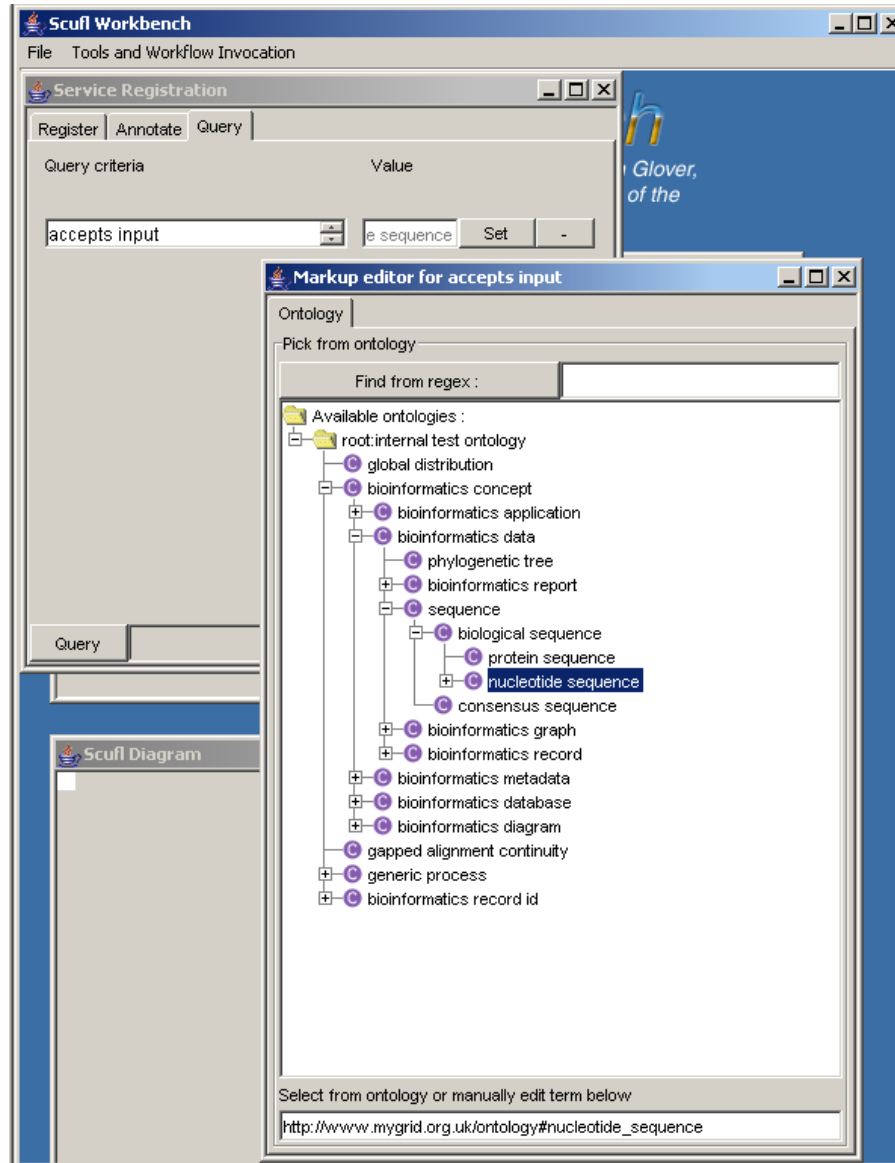 Scufl Workbench
File Tools and Workflow Invocation
Service Registration
Register Annotate Query
Query criteria Value
Glover,
of the
accepts input e sequence Set -
Markup editor for accepts input
Ontology
Pick from ontology
Find from regex :
Available ontologies :
root:internal test ontology
global distribution
bioinformatics concept
bioinformatics application
bioinformatics data
phylogenetic tree
bioinformatics report
sequence
biological sequence
protein sequence
nucleotide sequence
consensus sequence
bioinformatics graph
bioinformatics record
bioinformatics metadata
bioinformatics database
bioinformatics diagram
gapped alignment continuity
generic process
bioinformatics record id
Query
Scufl Diagram
Select from ontology or manually edit term below
http://www.mygrid.org.uk/ontology#nucleotide_sequence